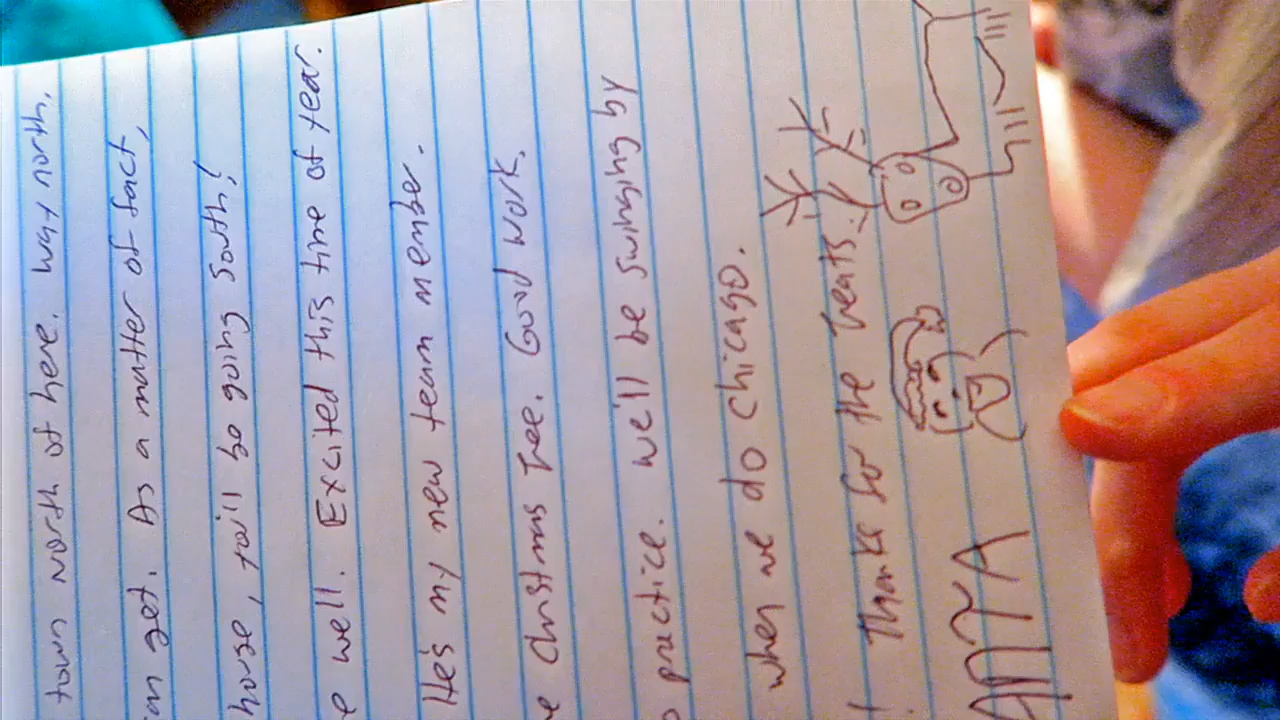 town north of here. way north.
can get. As a matter of fact,
house, you'll be going south!
e well. Excited this time of year.
He's my new team member.
e Christmas Tree. Good work.
o practice. we'll be swinging by
when we do Chicago.
! Thanks for the treats.
ANTA